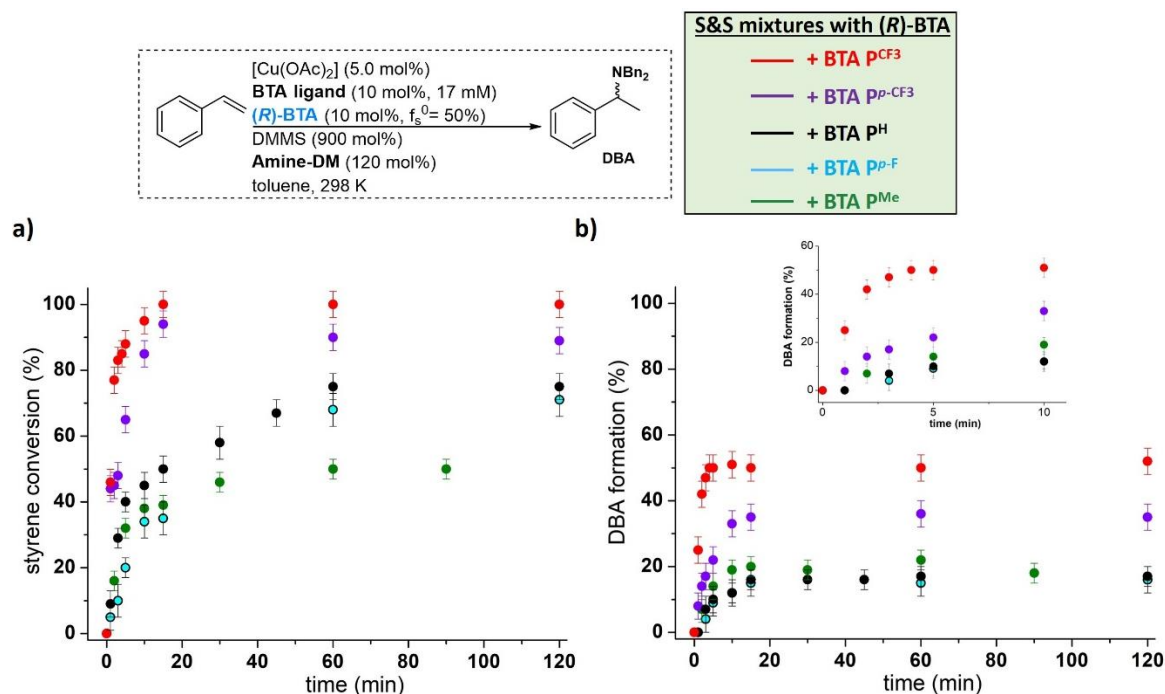 [Cu(OAc)2] (5.0 mol%)
BTA ligand (10 mol%, 17 mM)
(R)-BTA (10 mol%, fs0= 50%)
DMMS (900 mol%)
Amine-DM (120 mol%)
toluene, 298 K
NBn2
DBA
S&S mixtures with (R)-BTA
+ BTA PCF3
+ BTA Pp-CF3
+ BTA PH
+ BTA Pp-F
+ BTA PMe
a)
styrene conversion (%)
100
80
60
40
20
0
0 20 40 60 80 100 120
time (min)
b)
DBA formation (%)
100
80
60
40
20
0
0 20 40 60 80 100 120
time (min)
DBA formation (%)
60
40
20
0
0 5 10
time (min)